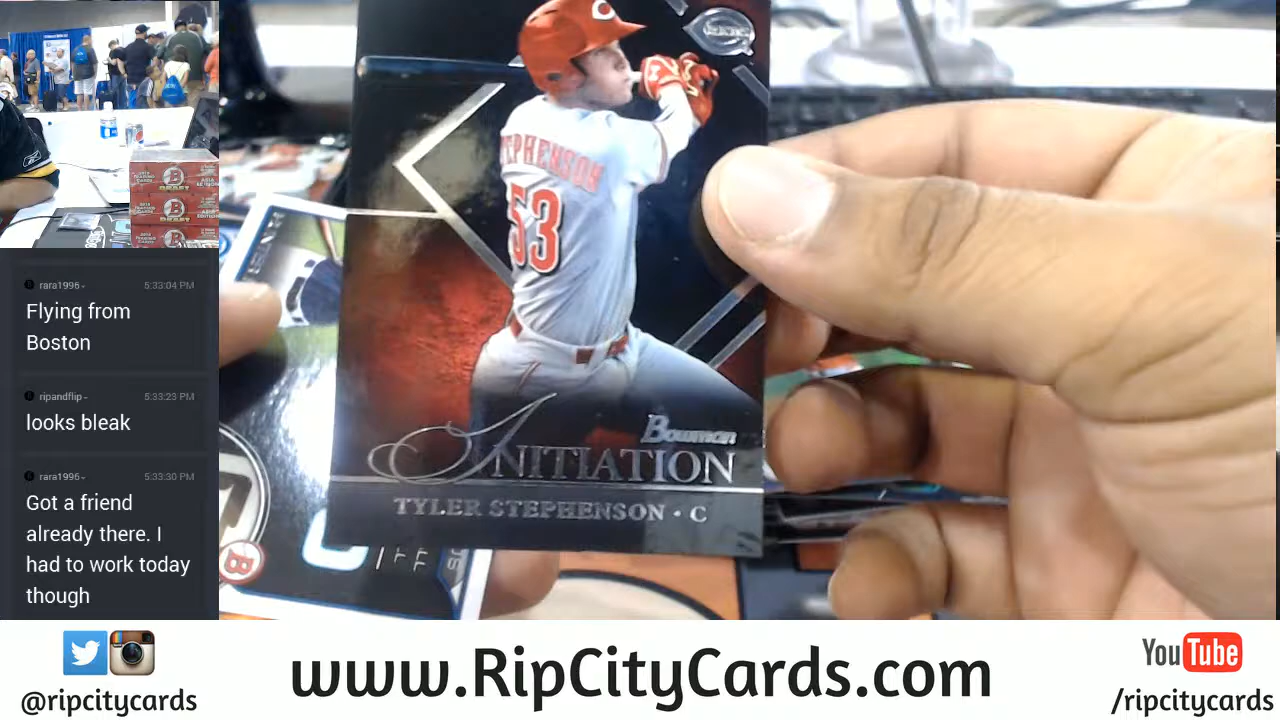 rara1996 5:33:04 PM
Flying from
Boston
ripandflip 5:33:23 PM
looks bleak
rara1996 5:33:30 PM
Got a friend
already there. I
had to work today
though
C
STEPHENSON
53
Bowman
INITIATION
TYLER STEPHENSON · C
B
@ripcitycards
www.RipCityCards.com
YouTube
/ripcitycards